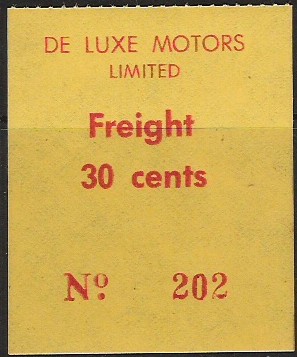 DE LUXE MOTORS
LIMITED
Freight
30 cents
Nº 202